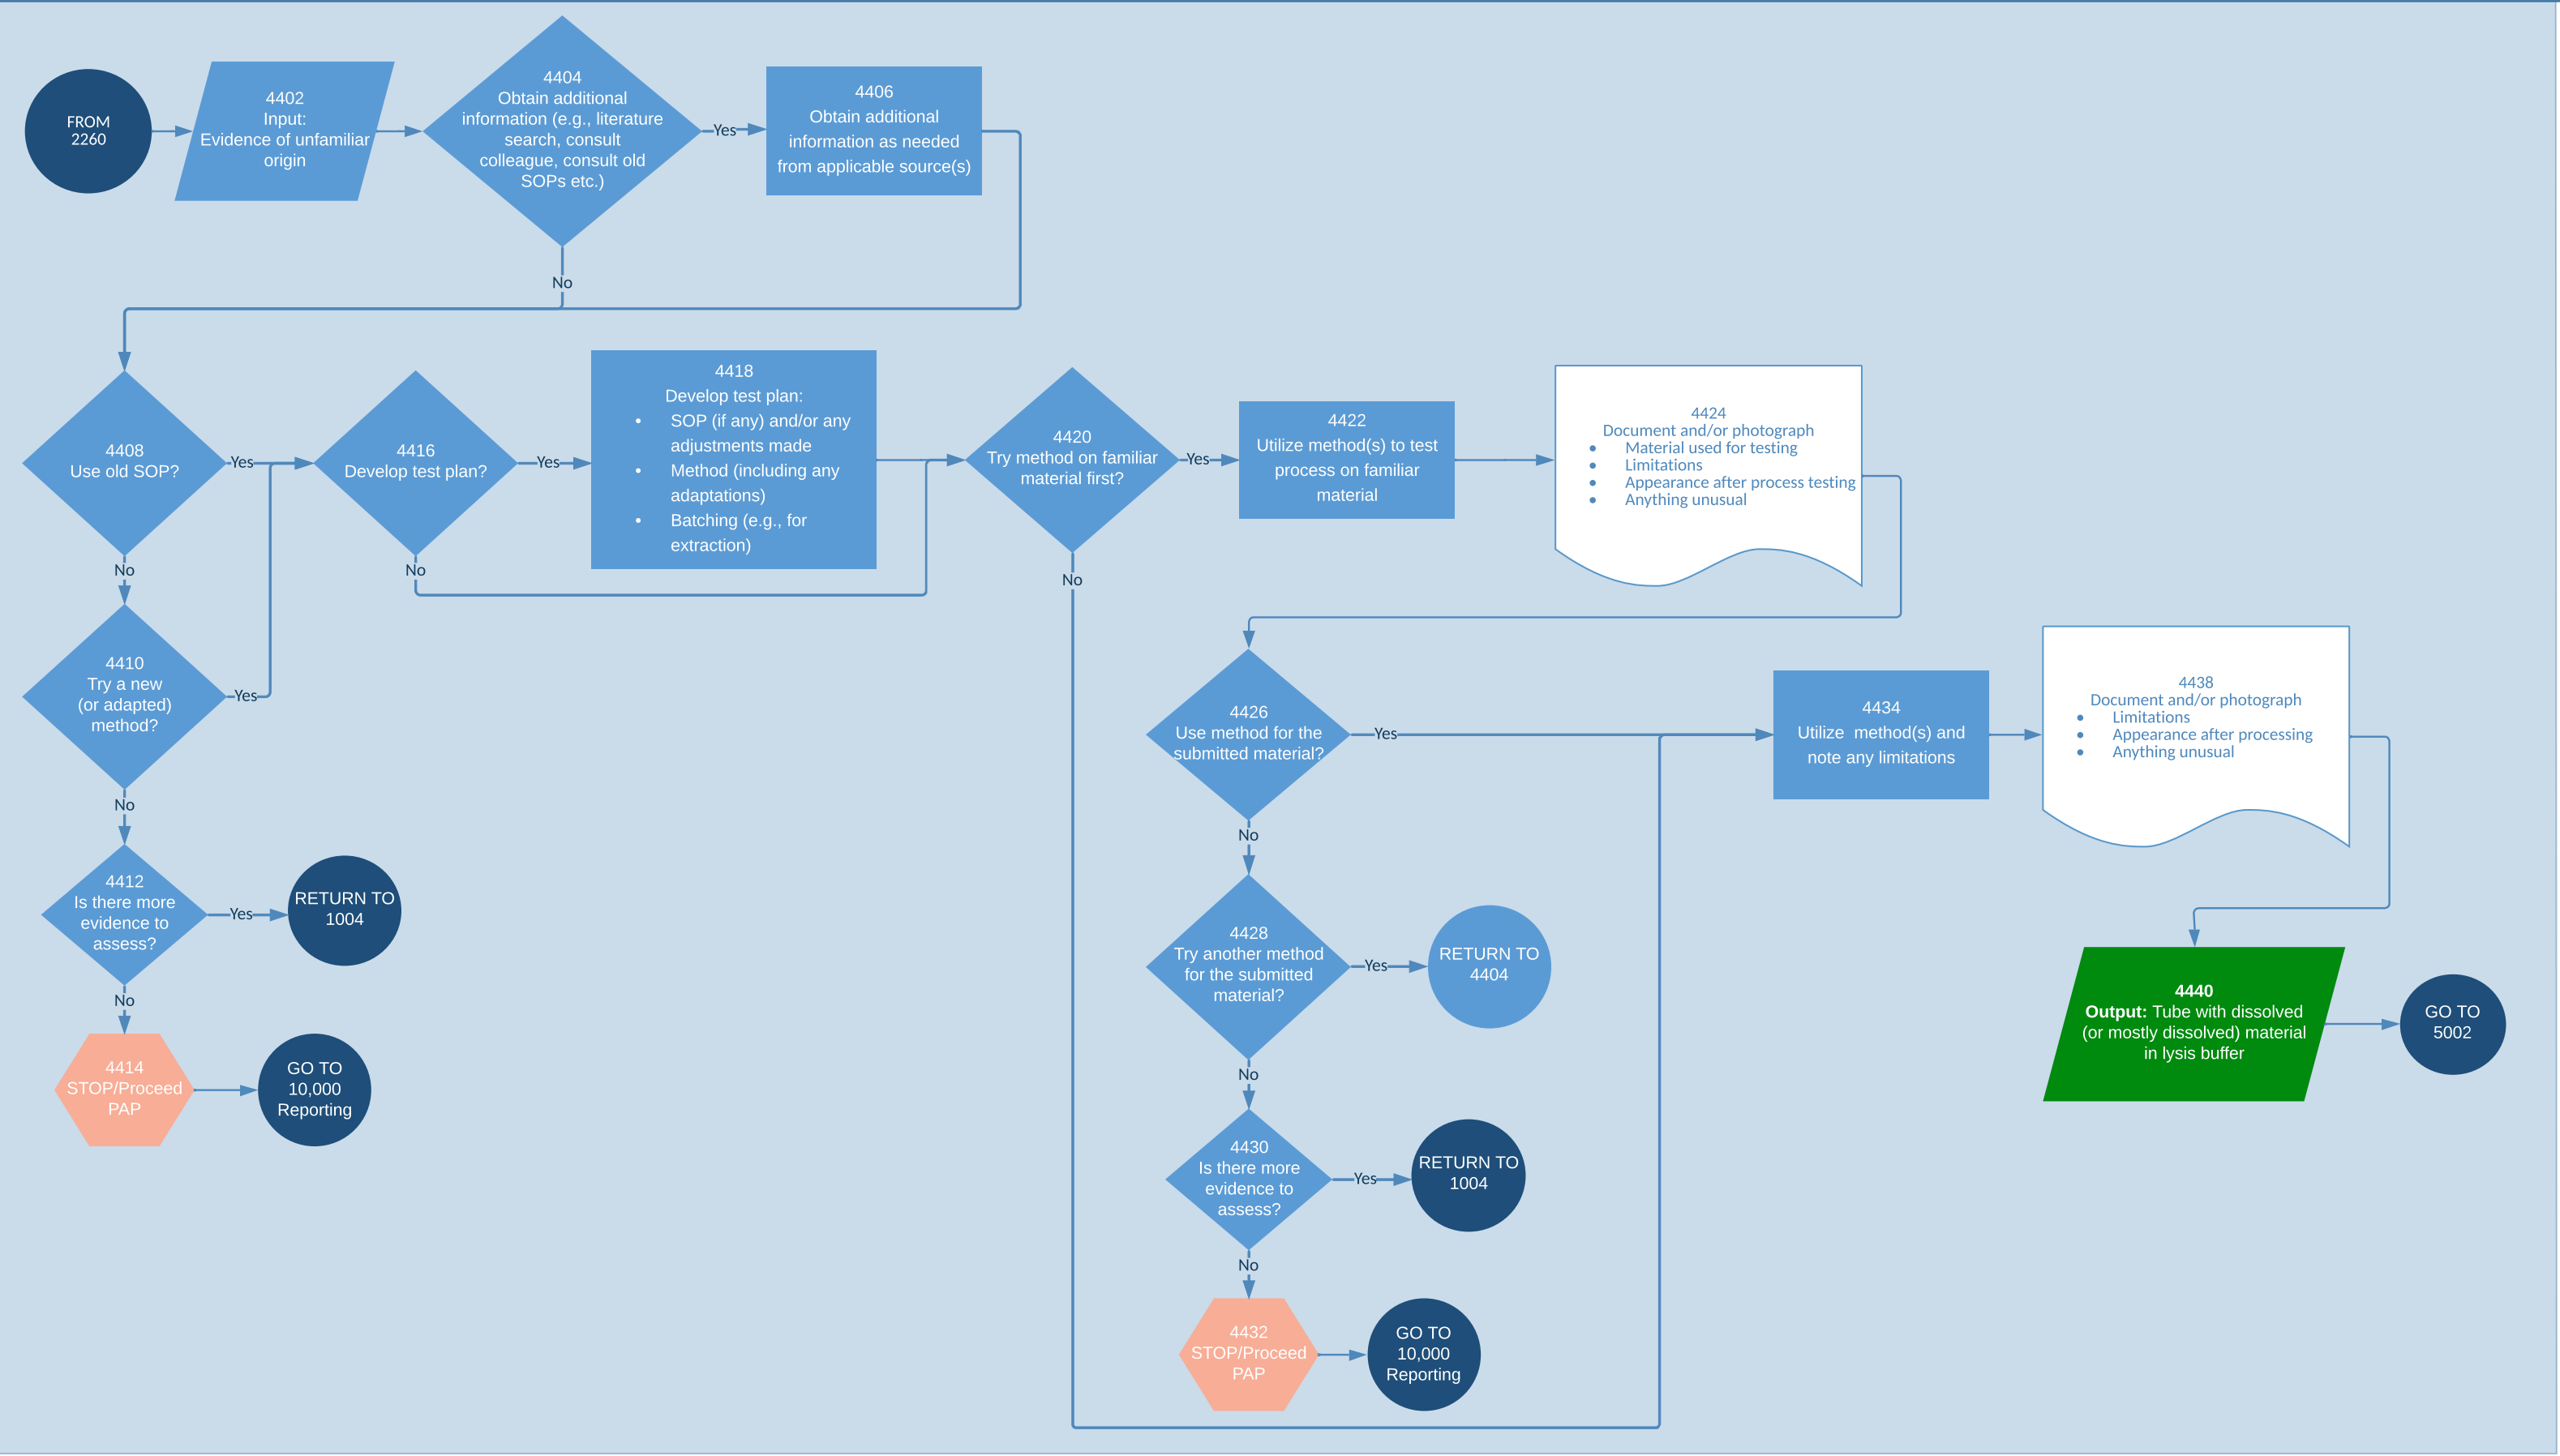 FROM
2260
4402
Input:
Evidence of unfamiliar
origin
4404
Obtain additional
information (e.g., literature
search, consult
colleague, consult old
SOPs etc.)
Yes
4406
Obtain additional
information as needed
from applicable source(s)
No
4408
Use old SOP?
Yes
4416
Develop test plan?
Yes
4418
Develop test plan:
• SOP (if any) and/or any
adjustments made
• Method (including any
adaptations)
• Batching (e.g., for
extraction)
4420
Try method on familiar
material first?
Yes
4422
Utilize method(s) to test
process on familiar
material
4424
Document and/or photograph
• Material used for testing
• Limitations
• Appearance after process testing
• Anything unusual
No
No
No
4410
Try a new
(or adapted)
method?
Yes
4426
Use method for the
submitted material?
Yes
4434
Utilize  method(s) and
note any limitations
4438
Document and/or photograph
• Limitations
• Appearance after processing
• Anything unusual
No
No
4412
Is there more
evidence to
assess?
Yes
RETURN TO
1004
4428
Try another method
for the submitted
material?
Yes
RETURN TO
4404
4440
Output: Tube with dissolved
(or mostly dissolved) material
in lysis buffer
GO TO
5002
No
No
4414
STOP/Proceed
PAP
GO TO
10,000
Reporting
4430
Is there more
evidence to
assess?
Yes
RETURN TO
1004
No
4432
STOP/Proceed
PAP
GO TO
10,000
Reporting